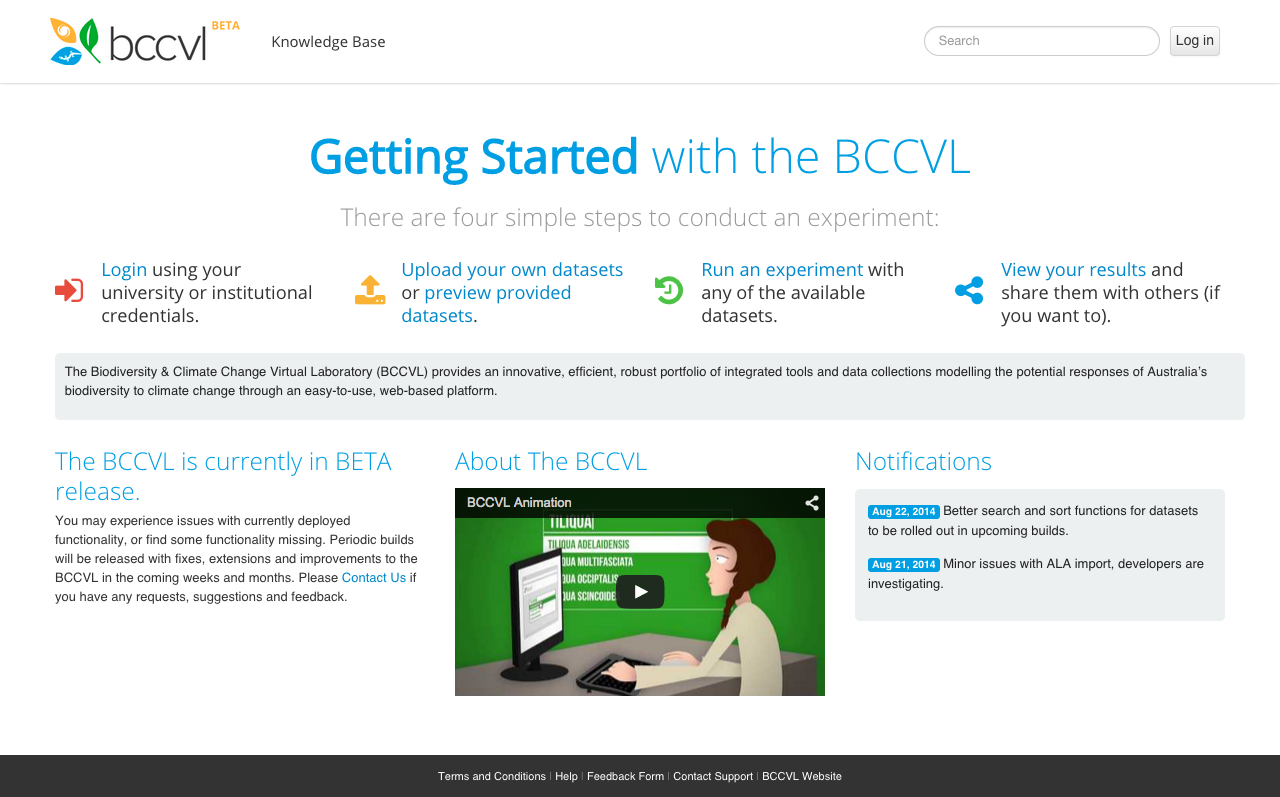 bccvl BETA
Knowledge Base
Search
Log in
Getting Started with the BCCVL
There are four simple steps to conduct an experiment:
Login using your
university or institutional
credentials.
Upload your own datasets
or preview provided
datasets.
Run an experiment with
any of the available
datasets.
View your results and
share them with others (if
you want to).
The Biodiversity & Climate Change Virtual Laboratory (BCCVL) provides an innovative, efficient, robust portfolio of integrated tools and data collections modelling the potential responses of Australia’s
biodiversity to climate change through an easy-to-use, web-based platform.
The BCCVL is currently in BETA
release.
You may experience issues with currently deployed
functionality, or find some functionality missing. Periodic builds
will be released with fixes, extensions and improvements to the
BCCVL in the coming weeks and months. Please Contact Us if
you have any requests, suggestions and feedback.
About The BCCVL
BCCVL Animation
TILIQUA
TILIQUA ADELAIDENSIS
QUA MULTIFASCIATA
QUA OCCIPTALIS
QUA SCINCOIDE
Notifications
Aug 22, 2014 Better search and sort functions for datasets
to be rolled out in upcoming builds.
Aug 21, 2014 Minor issues with ALA import, developers are
investigating.
Terms and Conditions | Help | Feedback Form | Contact Support | BCCVL Website